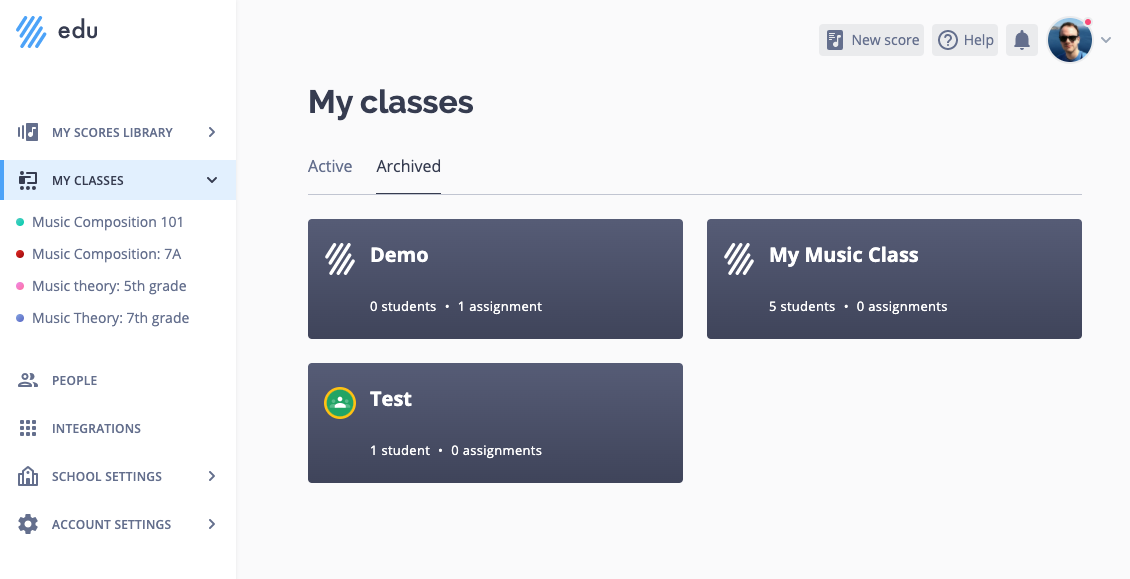 edu
New score
Help
MY SCORES LIBRARY
MY CLASSES
Music Composition 101
Music Composition: 7A
Music theory: 5th grade
Music Theory: 7th grade
PEOPLE
INTEGRATIONS
SCHOOL SETTINGS
ACCOUNT SETTINGS
My classes
Active Archived
Demo
0 students • 1 assignment
My Music Class
5 students • 0 assignments
Test
1 student • 0 assignments